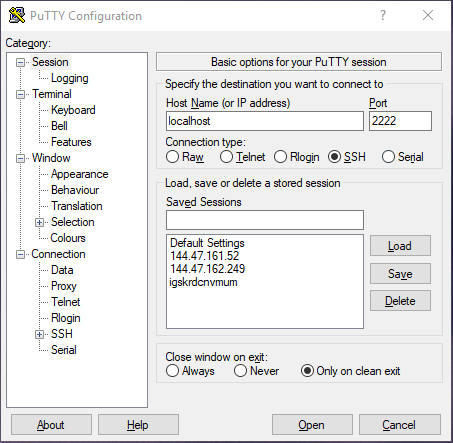 PuTTY Configuration
Category:
Session
Logging
Terminal
Keyboard
Bell
Features
Window
Appearance
Behaviour
Translation
Selection
Colours
Connection
Data
Proxy
Telnet
Rlogin
SSH
Serial
Basic options for your PuTTY session
Specify the destination you want to connect to
Host Name (or IP address) Port
localhost 2222
Connection type:
Raw Telnet Rlogin SSH Serial
Load, save or delete a stored session
Saved Sessions
Default Settings
144.47.161.52
144.47.162.249
igskrdcnvmum
Load
Save
Delete
Close window on exit:
Always Never Only on clean exit
About Help Open Cancel